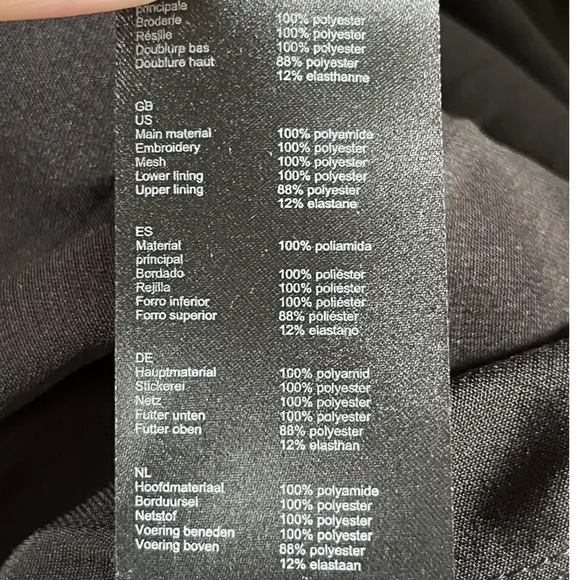 principale
Broderie 100% polyester
Résille 100% polyester
Doublure bas 100% polyester
Doublure haut 88% polyester
12% élasthanne
GB
US
Main material 100% polyamide
Embroidery 100% polyester
Mesh 100% polyester
Lower lining 100% polyester
Upper lining 88% polyester
12% elastane
ES
Material 100% poliamida
principal
Bordado 100% poliéster
Rejilla 100% poliéster
Forro inferior 100% poliéster
Forro superior 88% poliéster
12% elastano
DE
Hauptmaterial 100% polyamid
Stickerei 100% polyester
Netz 100% polyester
Futter unten 100% polyester
Futter oben 88% polyester
12% elasthan
NL
Hoofdmateriaal 100% polyamide
Borduursel 100% polyester
Netstof 100% polyester
Voering beneden 100% polyester
Voering boven 88% polyester
12% elastaan